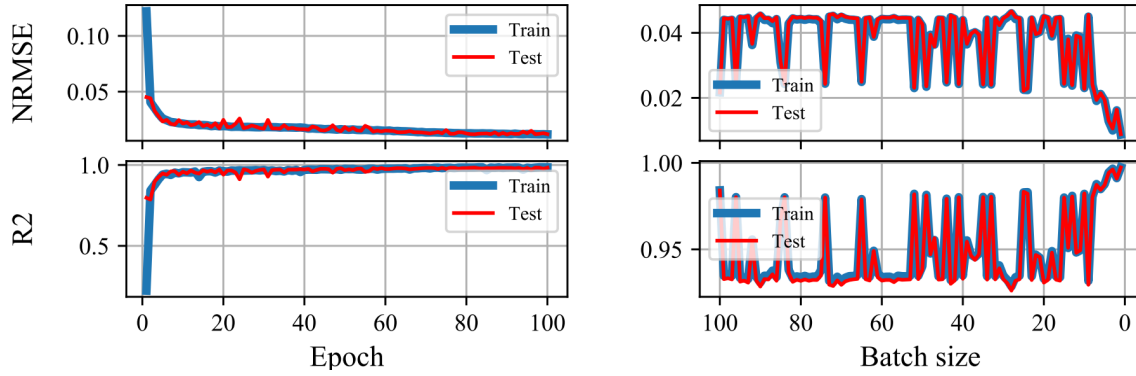 NRMSE
0.10
0.05
Train
Test
0.04
0.02
Train
Test
R2
1.0
0.5
Train
Test
0 20 40 60 80 100
Epoch
1.00
0.95
Train
Test
100 80 60 40 20 0
Batch size